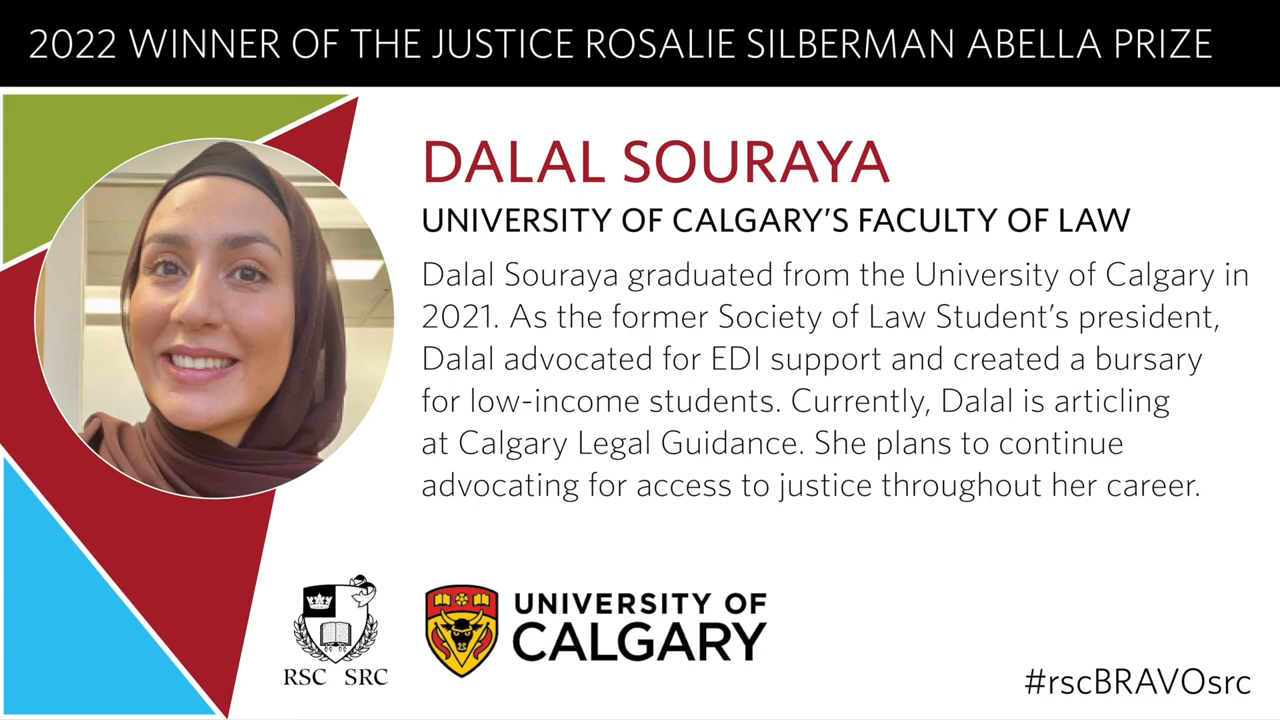 2022 WINNER OF THE JUSTICE ROSALIE SILBERMAN ABELLA PRIZE
DALAL SOURAYA
UNIVERSITY OF CALGARY’S FACULTY OF LAW
Dalal Souraya graduated from the University of Calgary in
2021. As the former Society of Law Student’s president,
Dalal advocated for EDI support and created a bursary
for low-income students. Currently, Dalal is articling
at Calgary Legal Guidance. She plans to continue
advocating for access to justice throughout her career.
RSC SRC
UNIVERSITY OF
CALGARY
#rscBRAVOsrc